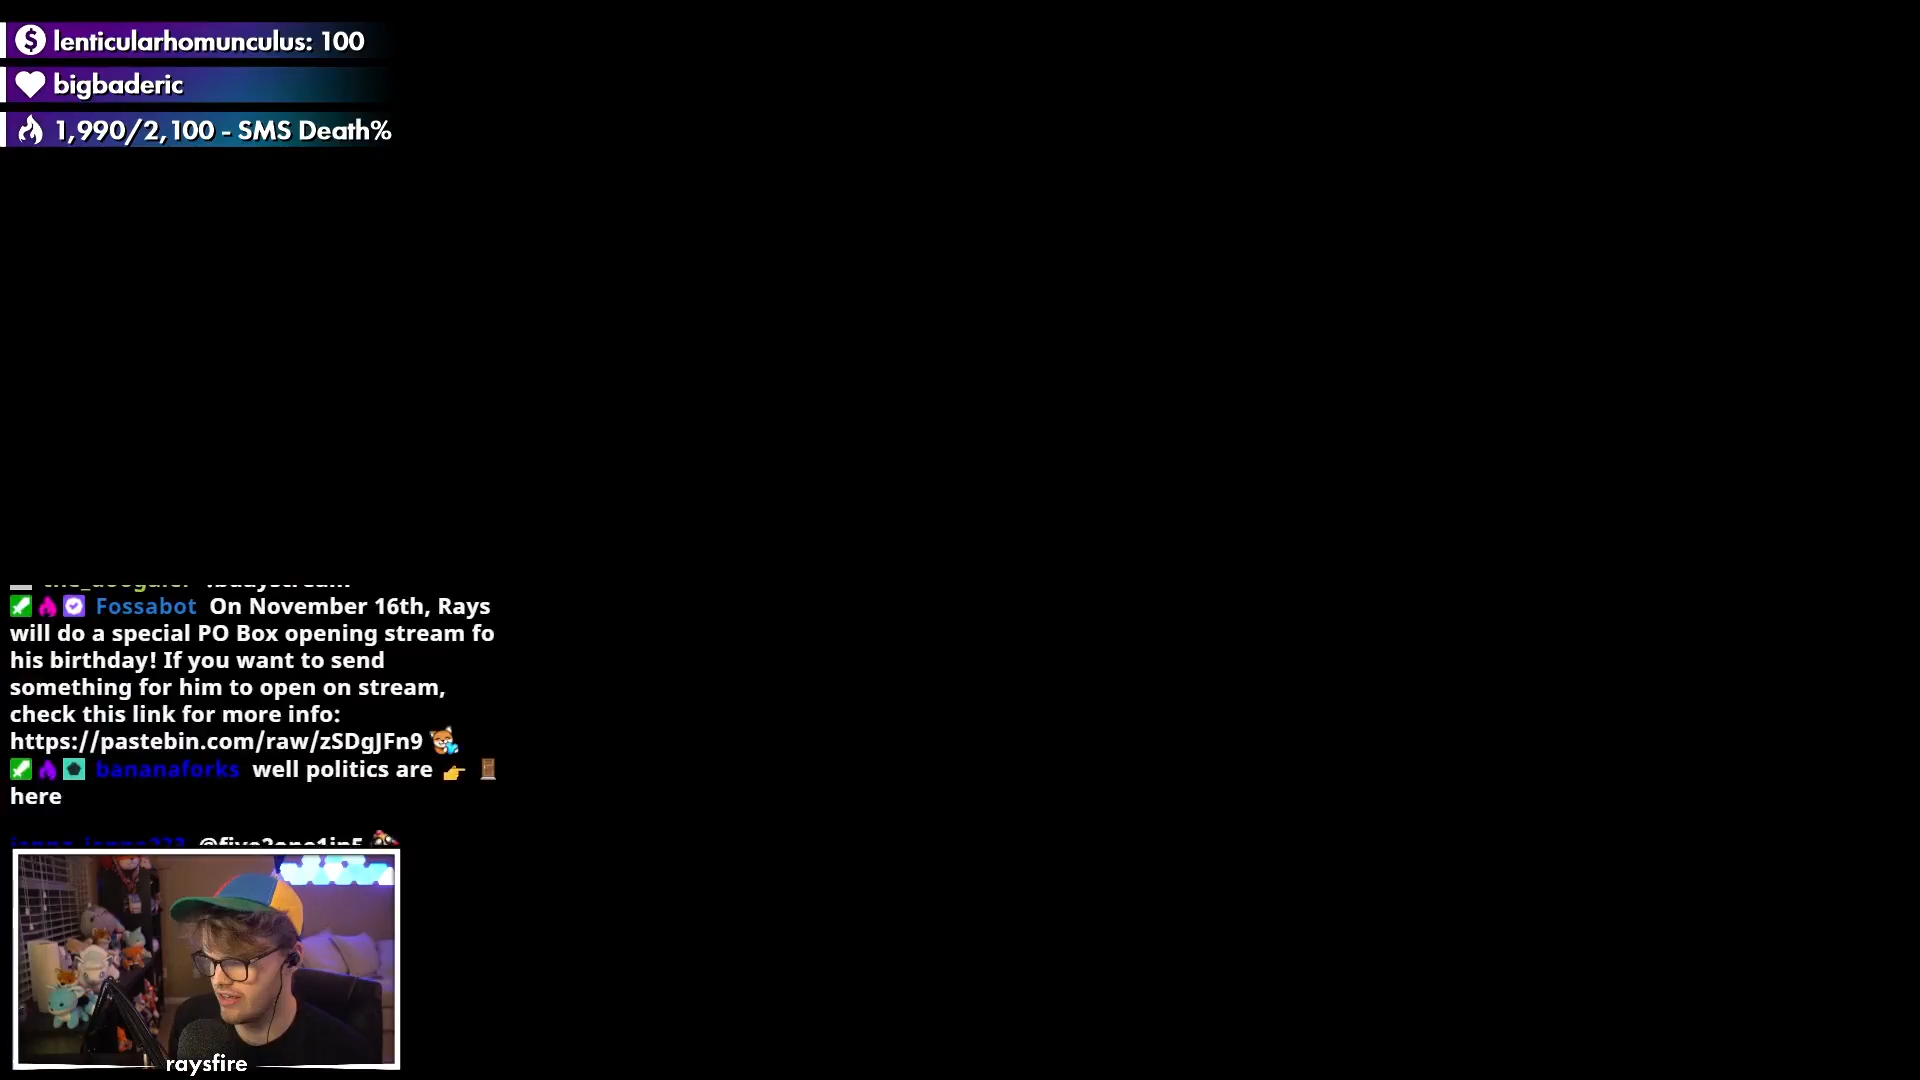 lenticularhomunculus: 100
bigbaderic
1,990/2,100 - SMS Death%
Fossabot On November 16th, Rays
will do a special PO Box opening stream fo
his birthday! If you want to send
something for him to open on stream,
check this link for more info:
https://pastebin.com/raw/zSDgJFn9
bananaforks well politics are
here
raysfire